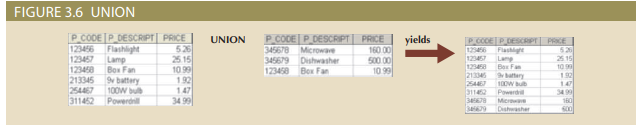 FIGURE 3.6 UNION
P_CODE P_DESCRIPT PRICE
123456 Flashlight 5.26
123457 Lamp 25.15
123458 Box Fan 10.99
213345 9v battery 1.92
254467 100W bulb 1.47
311452 Powerdrill 34.99
UNION
P_CODE P_DESCRIPT PRICE
345678 Microwave 160.00
345679 Dishwasher 500.00
123458 Box Fan 10.99
yields
P_CODE P_DESCRIPT PRICE
123456 Flashlight 5.26
123457 Lamp 25.15
123458 Box Fan 10.99
213345 9v battery 1.92
254467 100W bulb 1.47
311452 Powerdrill 34.99
345678 Microwave 160
345679 Dishwasher